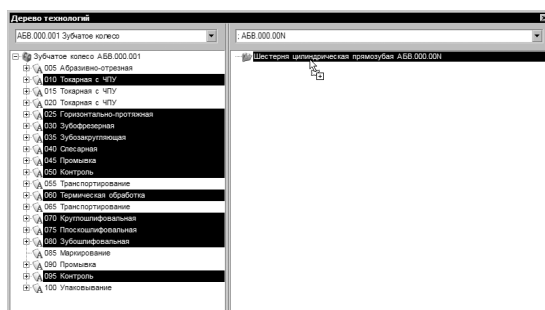 Дерево технологий
АБВ.000.001 Зубчатое колесо
: АБВ.000.00N
Зубчатое колесо АБВ.000.001
005 Абразивно-отрезная
010 Токарная с ЧПУ
015 Токарная с ЧПУ
020 Токарная с ЧПУ
025 Горизонтально-протяжная
030 Зубофрезерная
035 Зубозакругляющая
040 Слесарная
045 Промывка
050 Контроль
055 Транспортирование
060 Термическая обработка
065 Транспортирование
070 Круглошлифовальная
075 Плоскошлифовальная
080 Зубошлифовальная
085 Маркирование
090 Промывка
095 Контроль
100 Упаковывание
Шестерня цилиндрическая прямозубая АБВ.000.00N